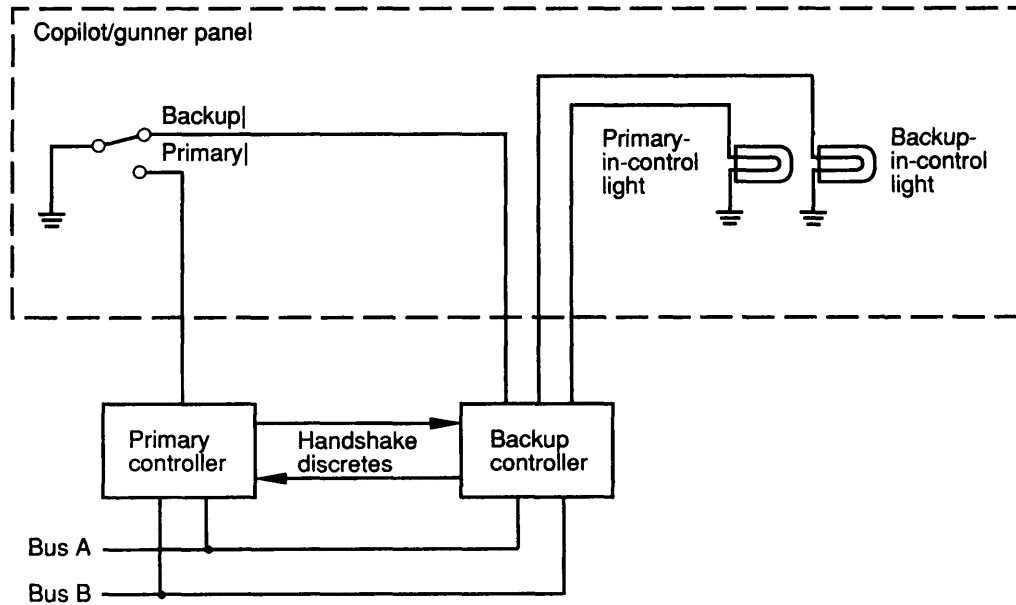 Copilot/gunner panel
Backup|
Primary|
Primary-
in-control
light
Backup-
in-control
light
Primary
controller
Handshake
discretes
Backup
controller
Bus A
Bus B